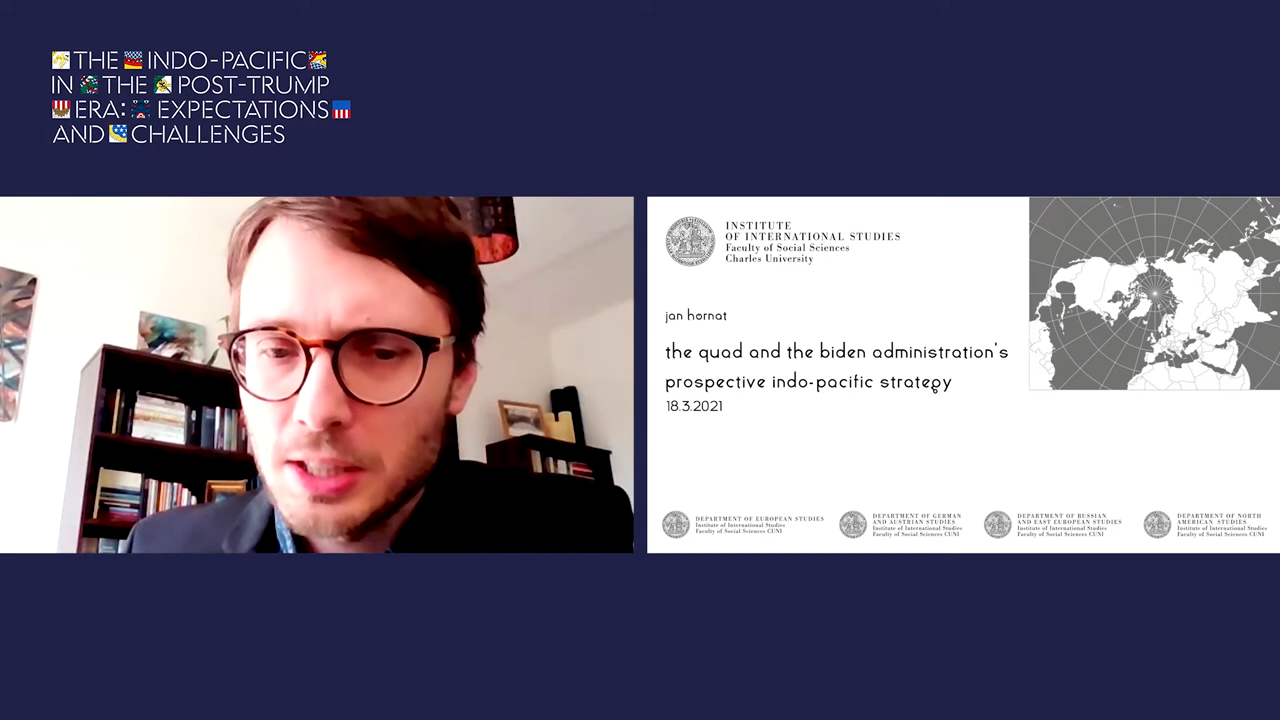 THE INDO-PACIFIC
IN THE POST-TRUMP
ERA: EXPECTATIONS
AND CHALLENGES
INSTITUTE
OF INTERNATIONAL STUDIES
Faculty of Social Sciences
Charles University
jan hornat
the quad and the biden administration's
prospective indo-pacific strategy
18.3.2021
DEPARTMENT OF EUROPEAN STUDIES
Institute of International Studies
Faculty of Social Sciences CUNI
DEPARTMENT OF GERMAN
AND AUSTRIAN STUDIES
Institute of International Studies
Faculty of Social Sciences CUNI
DEPARTMENT OF RUSSIAN
AND EAST EUROPEAN STUDIES
Institute of International Studies
Faculty of Social Sciences CUNI
DEPARTMENT OF NORTH
AMERICAN STUDIES
Institute of International Studies
Faculty of Social Sciences CUNI